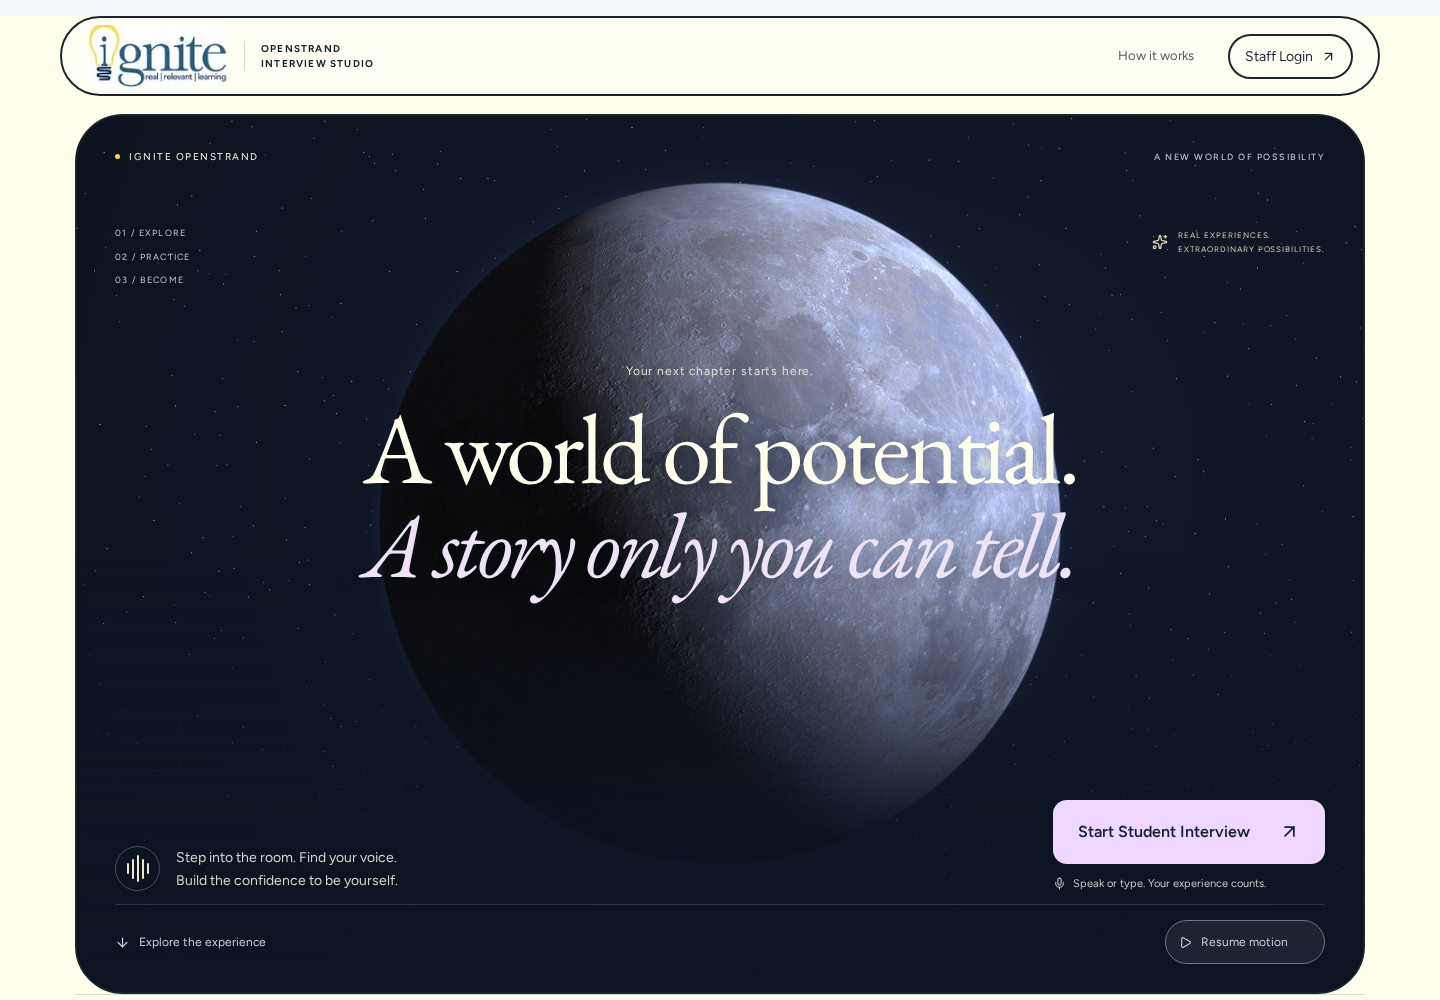 ignite
real | relevant | learning
OPENSTRAND
INTERVIEW STUDIO
How it works
Staff Login
IGNITE OPENSTRAND
A NEW WORLD OF POSSIBILITY
01 / EXPLORE
02 / PRACTICE
03 / BECOME
REAL EXPERIENCES.
EXTRAORDINARY POSSIBILITIES.
Your next chapter starts here.
A world of potential.
A story only you can tell.
Step into the room. Find your voice.
Build the confidence to be yourself.
Start Student Interview
Speak or type. Your experience counts.
Explore the experience
Resume motion